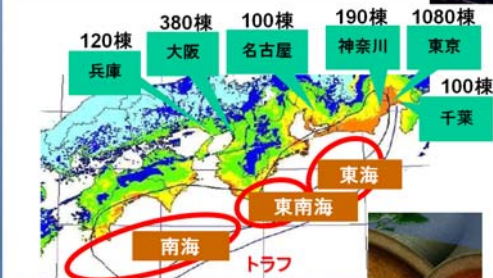 120棟
兵庫
380棟
大阪
100棟
名古屋
190棟
神奈川
1080棟
東京
100棟
千葉
東海
東南海
南海
トラフ